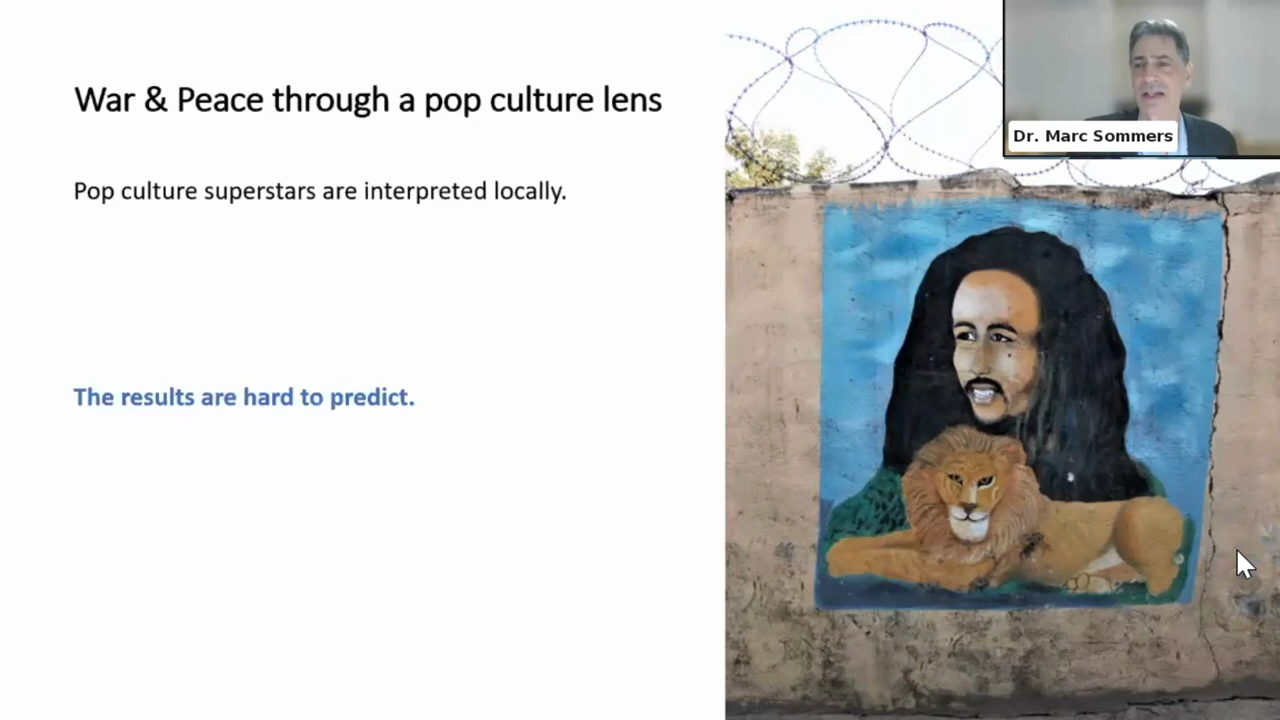 War & Peace through a pop culture lens
Dr. Marc Sommers
Pop culture superstars are interpreted locally.
The results are hard to predict.